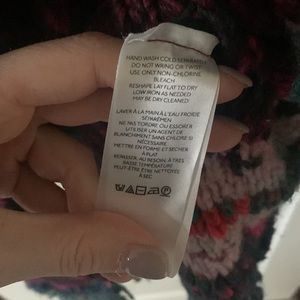 HAND WASH COLD SEPARATELY
DO NOT WRING OR TWIST
USE ONLY NON-CHLORINE
BLEACH
RESHAPE LAY FLAT TO DRY
LOW IRON AS NEEDED
MAY BE DRY CLEANED
LAVER À LA MAIN À L'EAU FROIDE
SÉPARÉMENT
NE PAS TORDRE OU ESSORER
UTILISER UN AGENT DE
BLANCHIMENT SANS CHLORE SI
NÉCESSAIRE.
METTRE EN FORME ET SÉCHER
À PLAT
REPASSER, AU BESOIN, À TRÈS
BASSE TEMPÉRATURE
PEUT-ÊTRE ÊTRE NETTOYÉE
À SEC